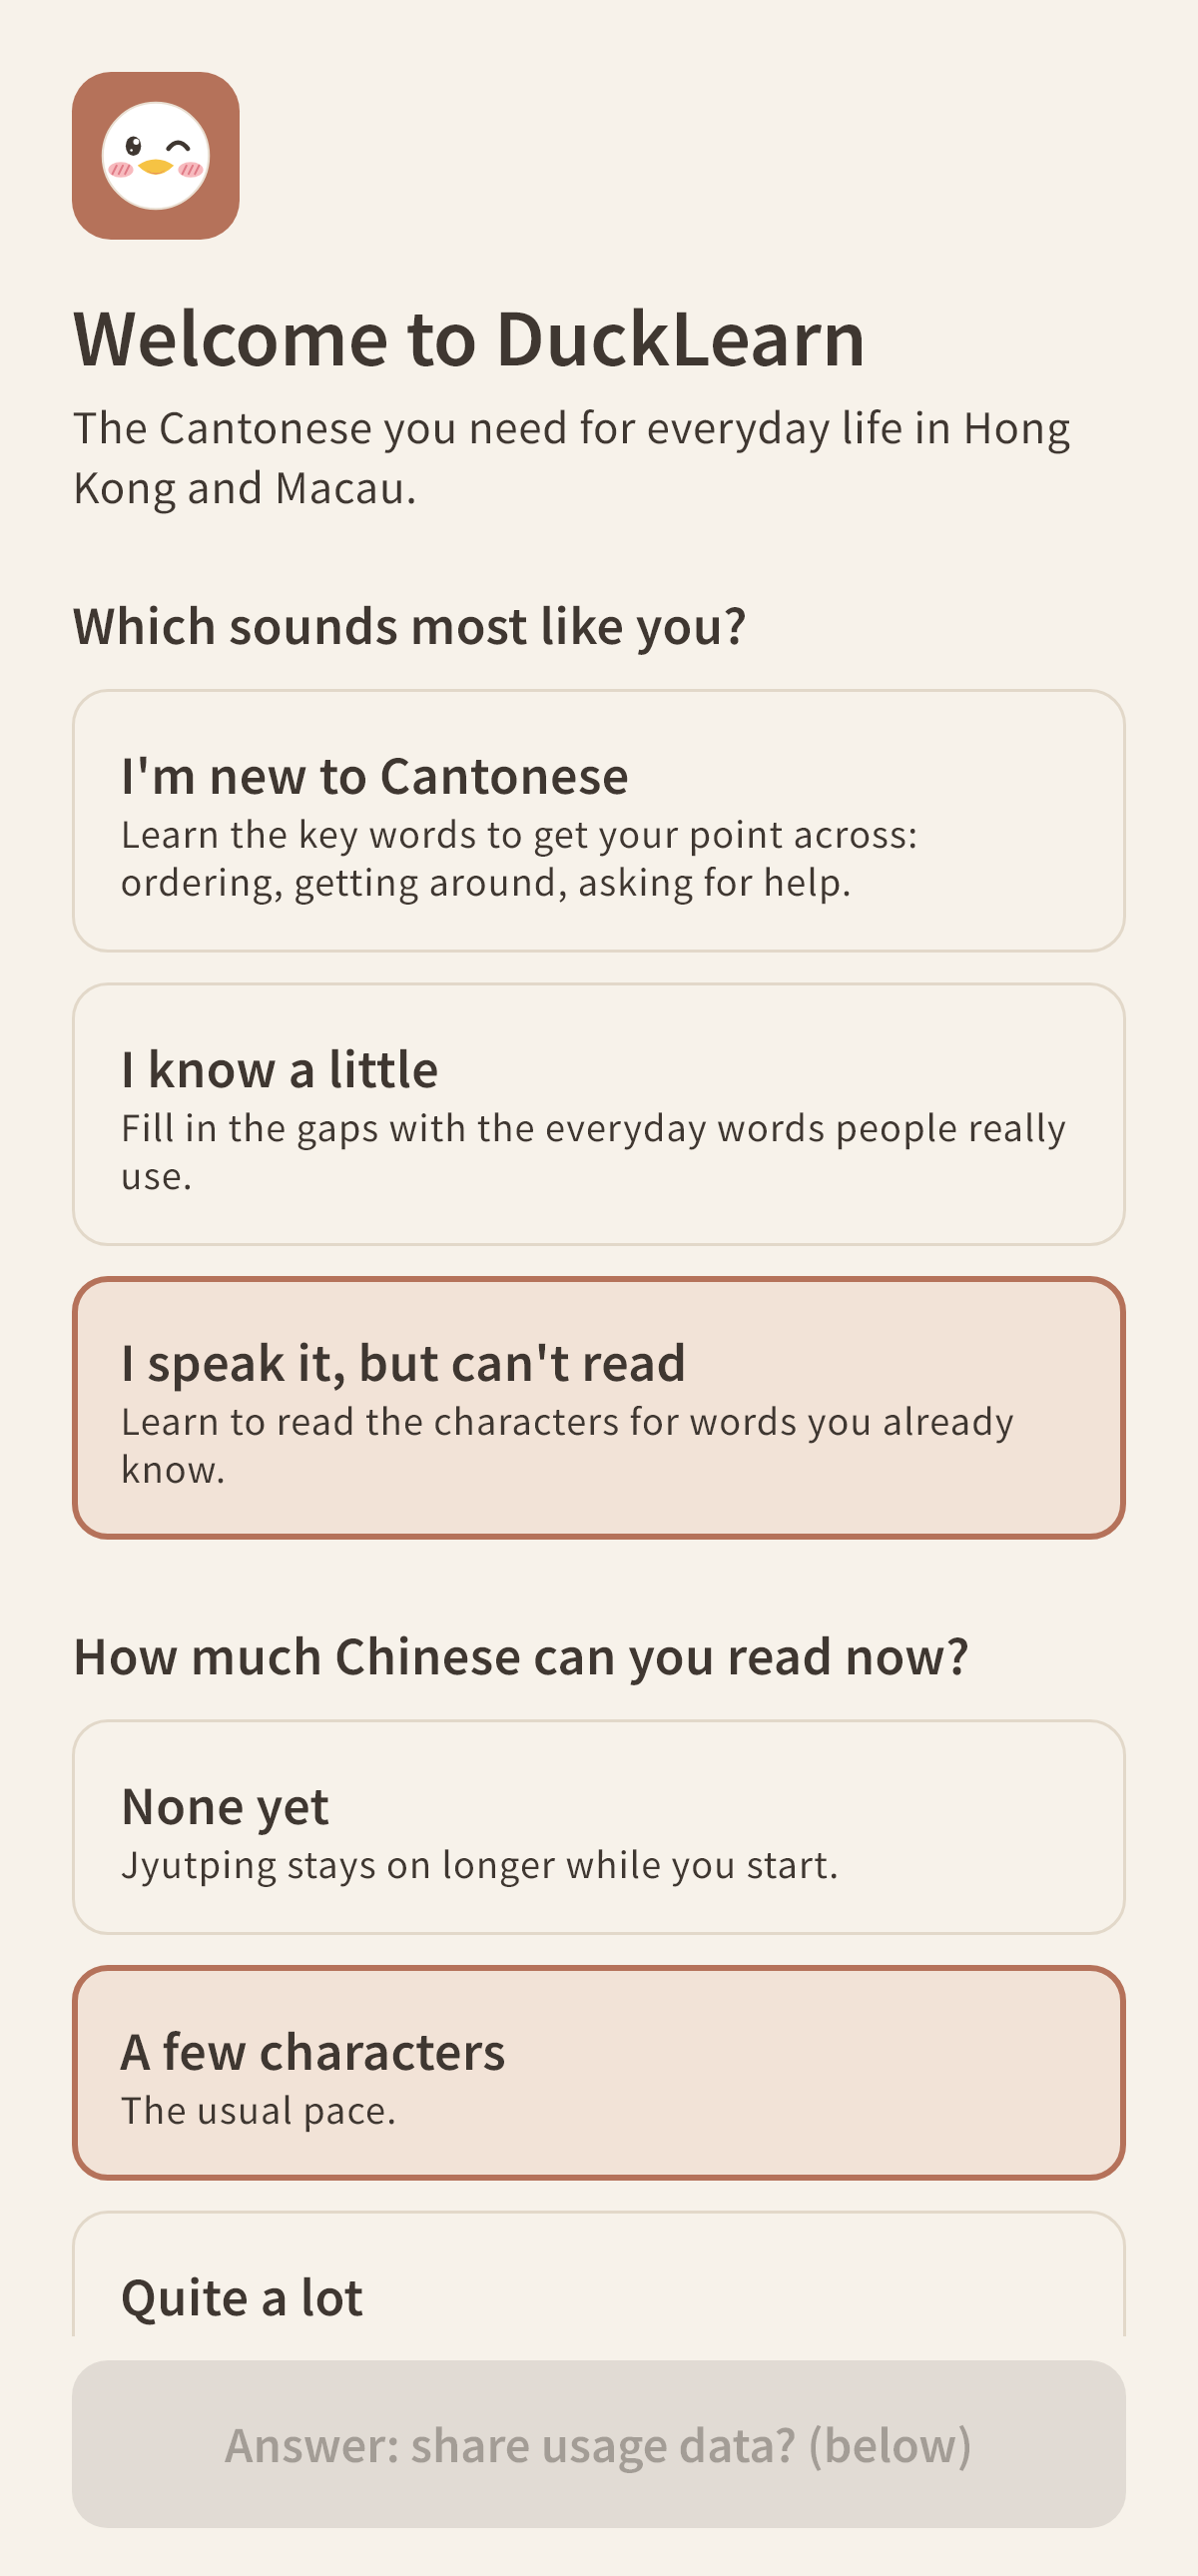 Welcome to DuckLearn
The Cantonese you need for everyday life in Hong
Kong and Macau.
Which sounds most like you?
I'm new to Cantonese
Learn the key words to get your point across:
ordering, getting around, asking for help.
I know a little
Fill in the gaps with the everyday words people really
use.
I speak it, but can't read
Learn to read the characters for words you already
know.
How much Chinese can you read now?
None yet
Jyutping stays on longer while you start.
A few characters
The usual pace.
Quite a lot
Answer: share usage data? (below)